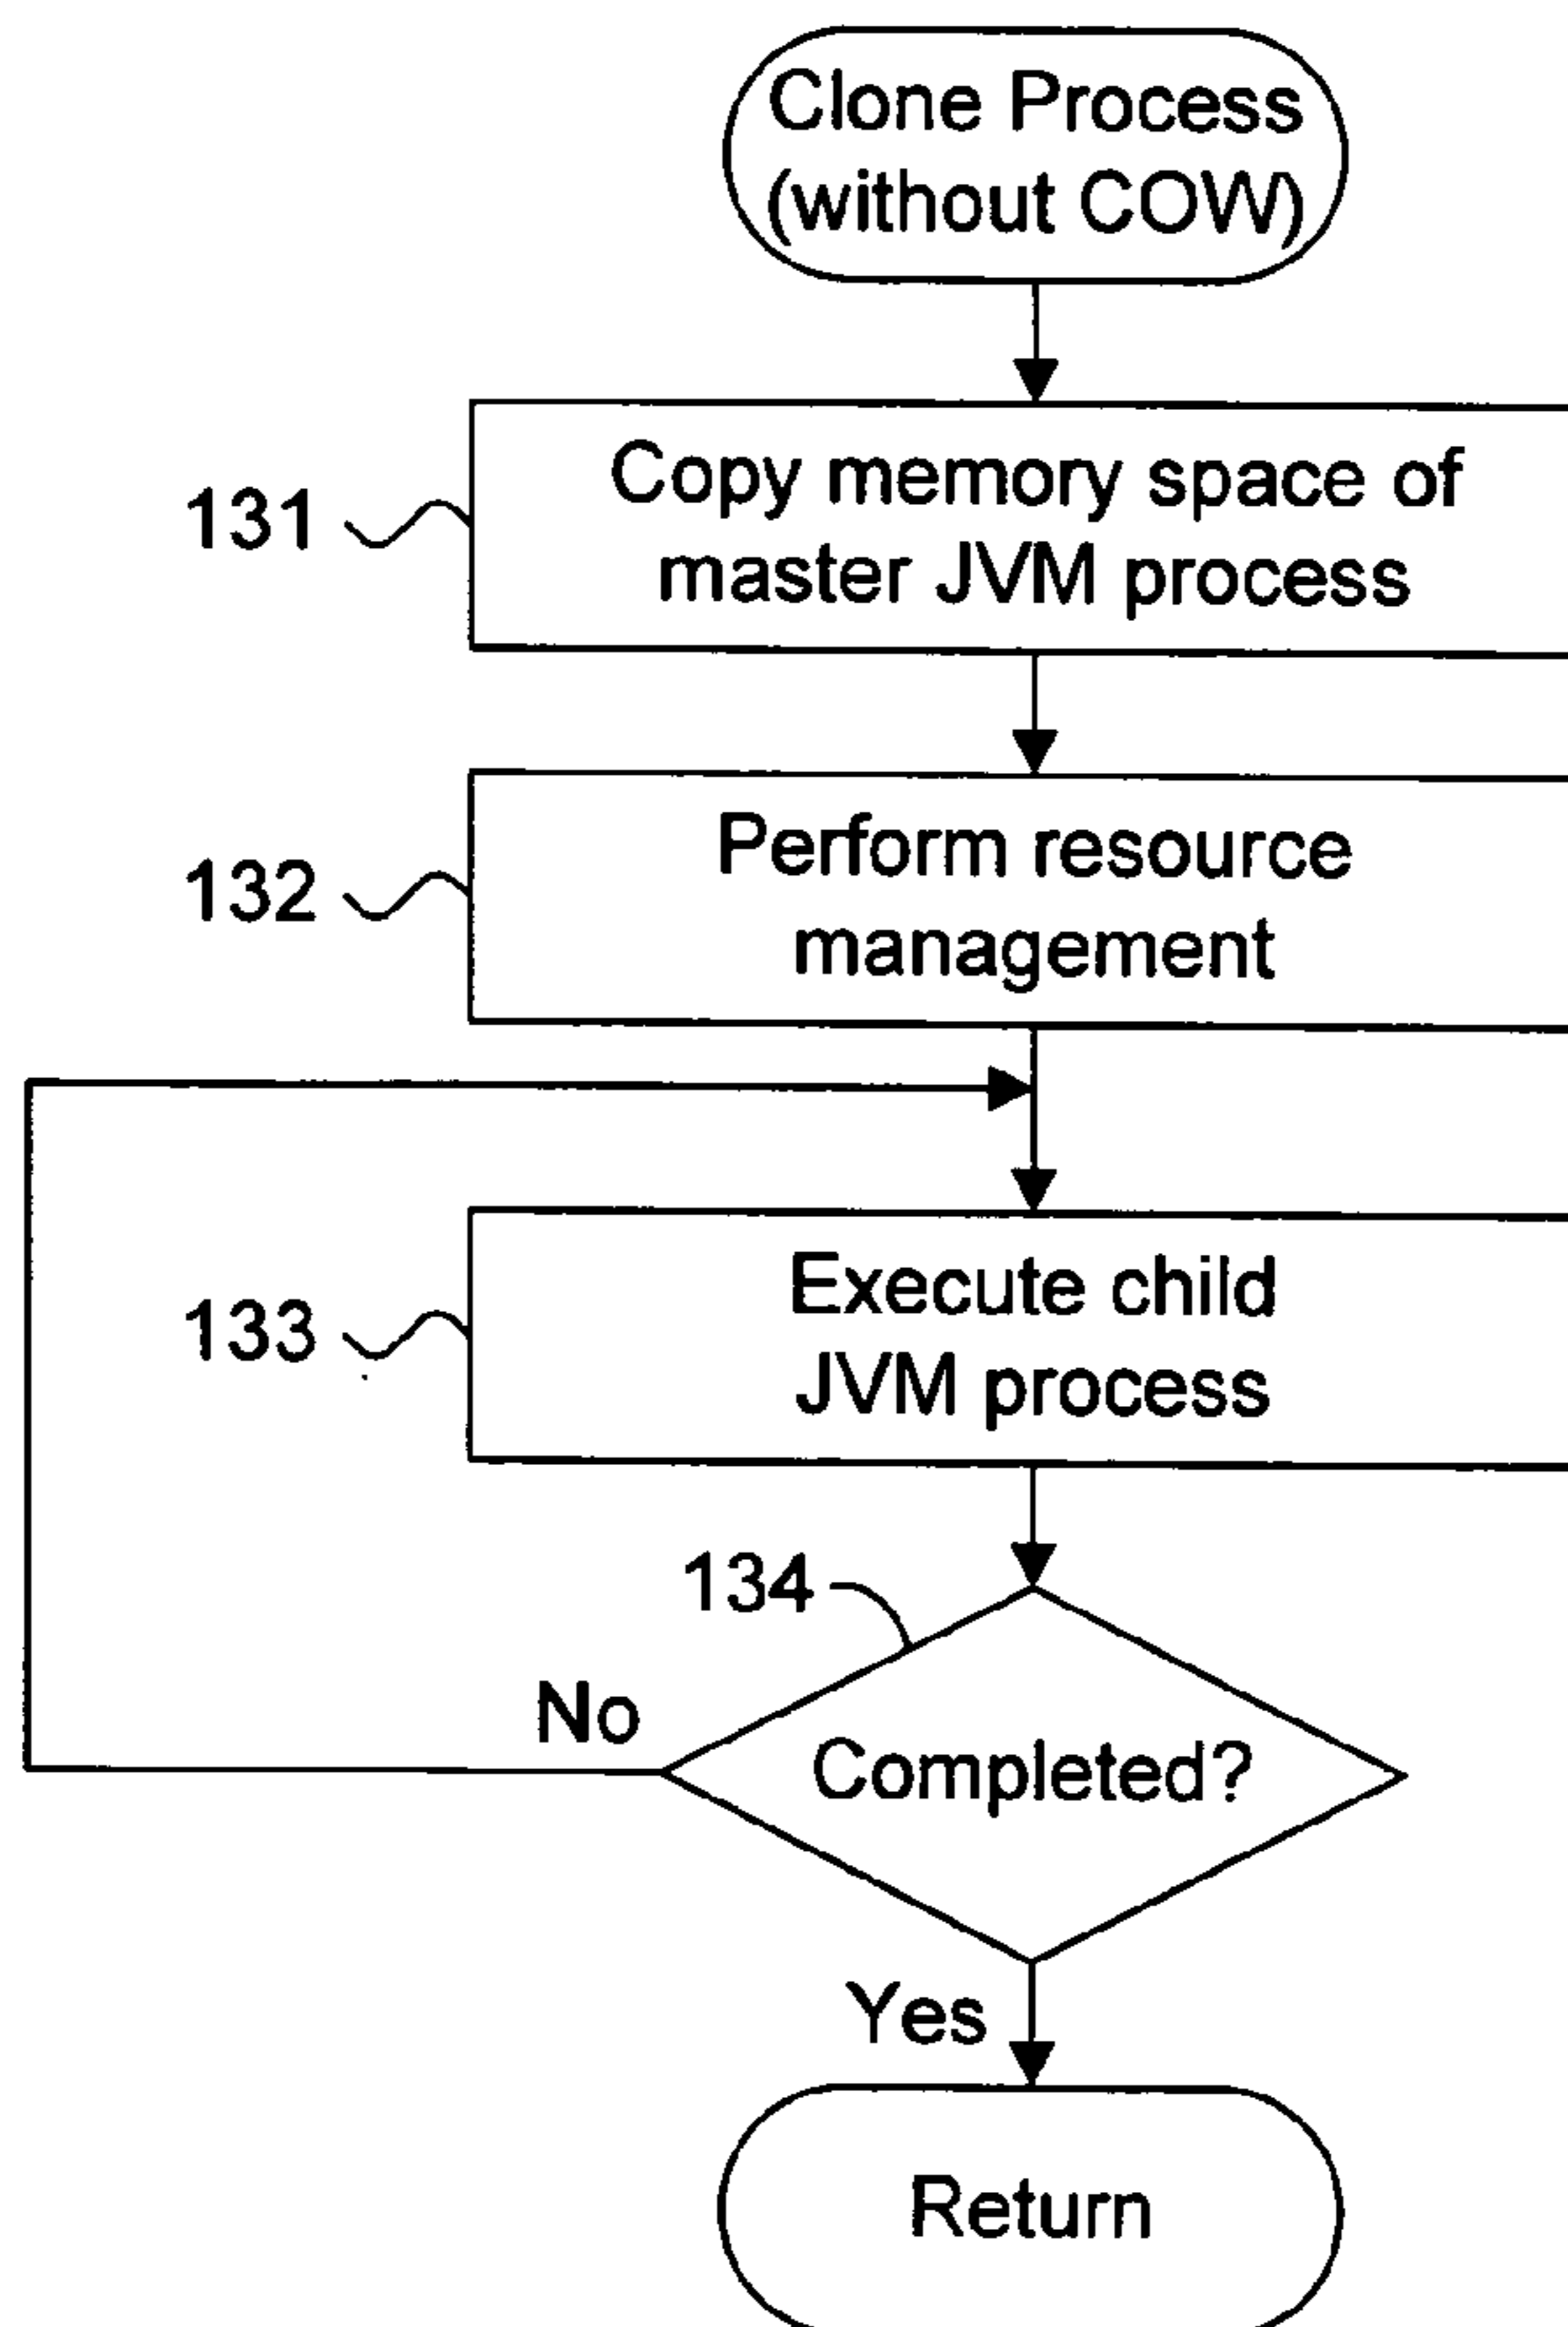 Clone Process
(without COW)
131
Copy memory space of
master JVM process
132
Perform resource
management
133
Execute child
JVM process
134
No
Completed?
Yes
Return